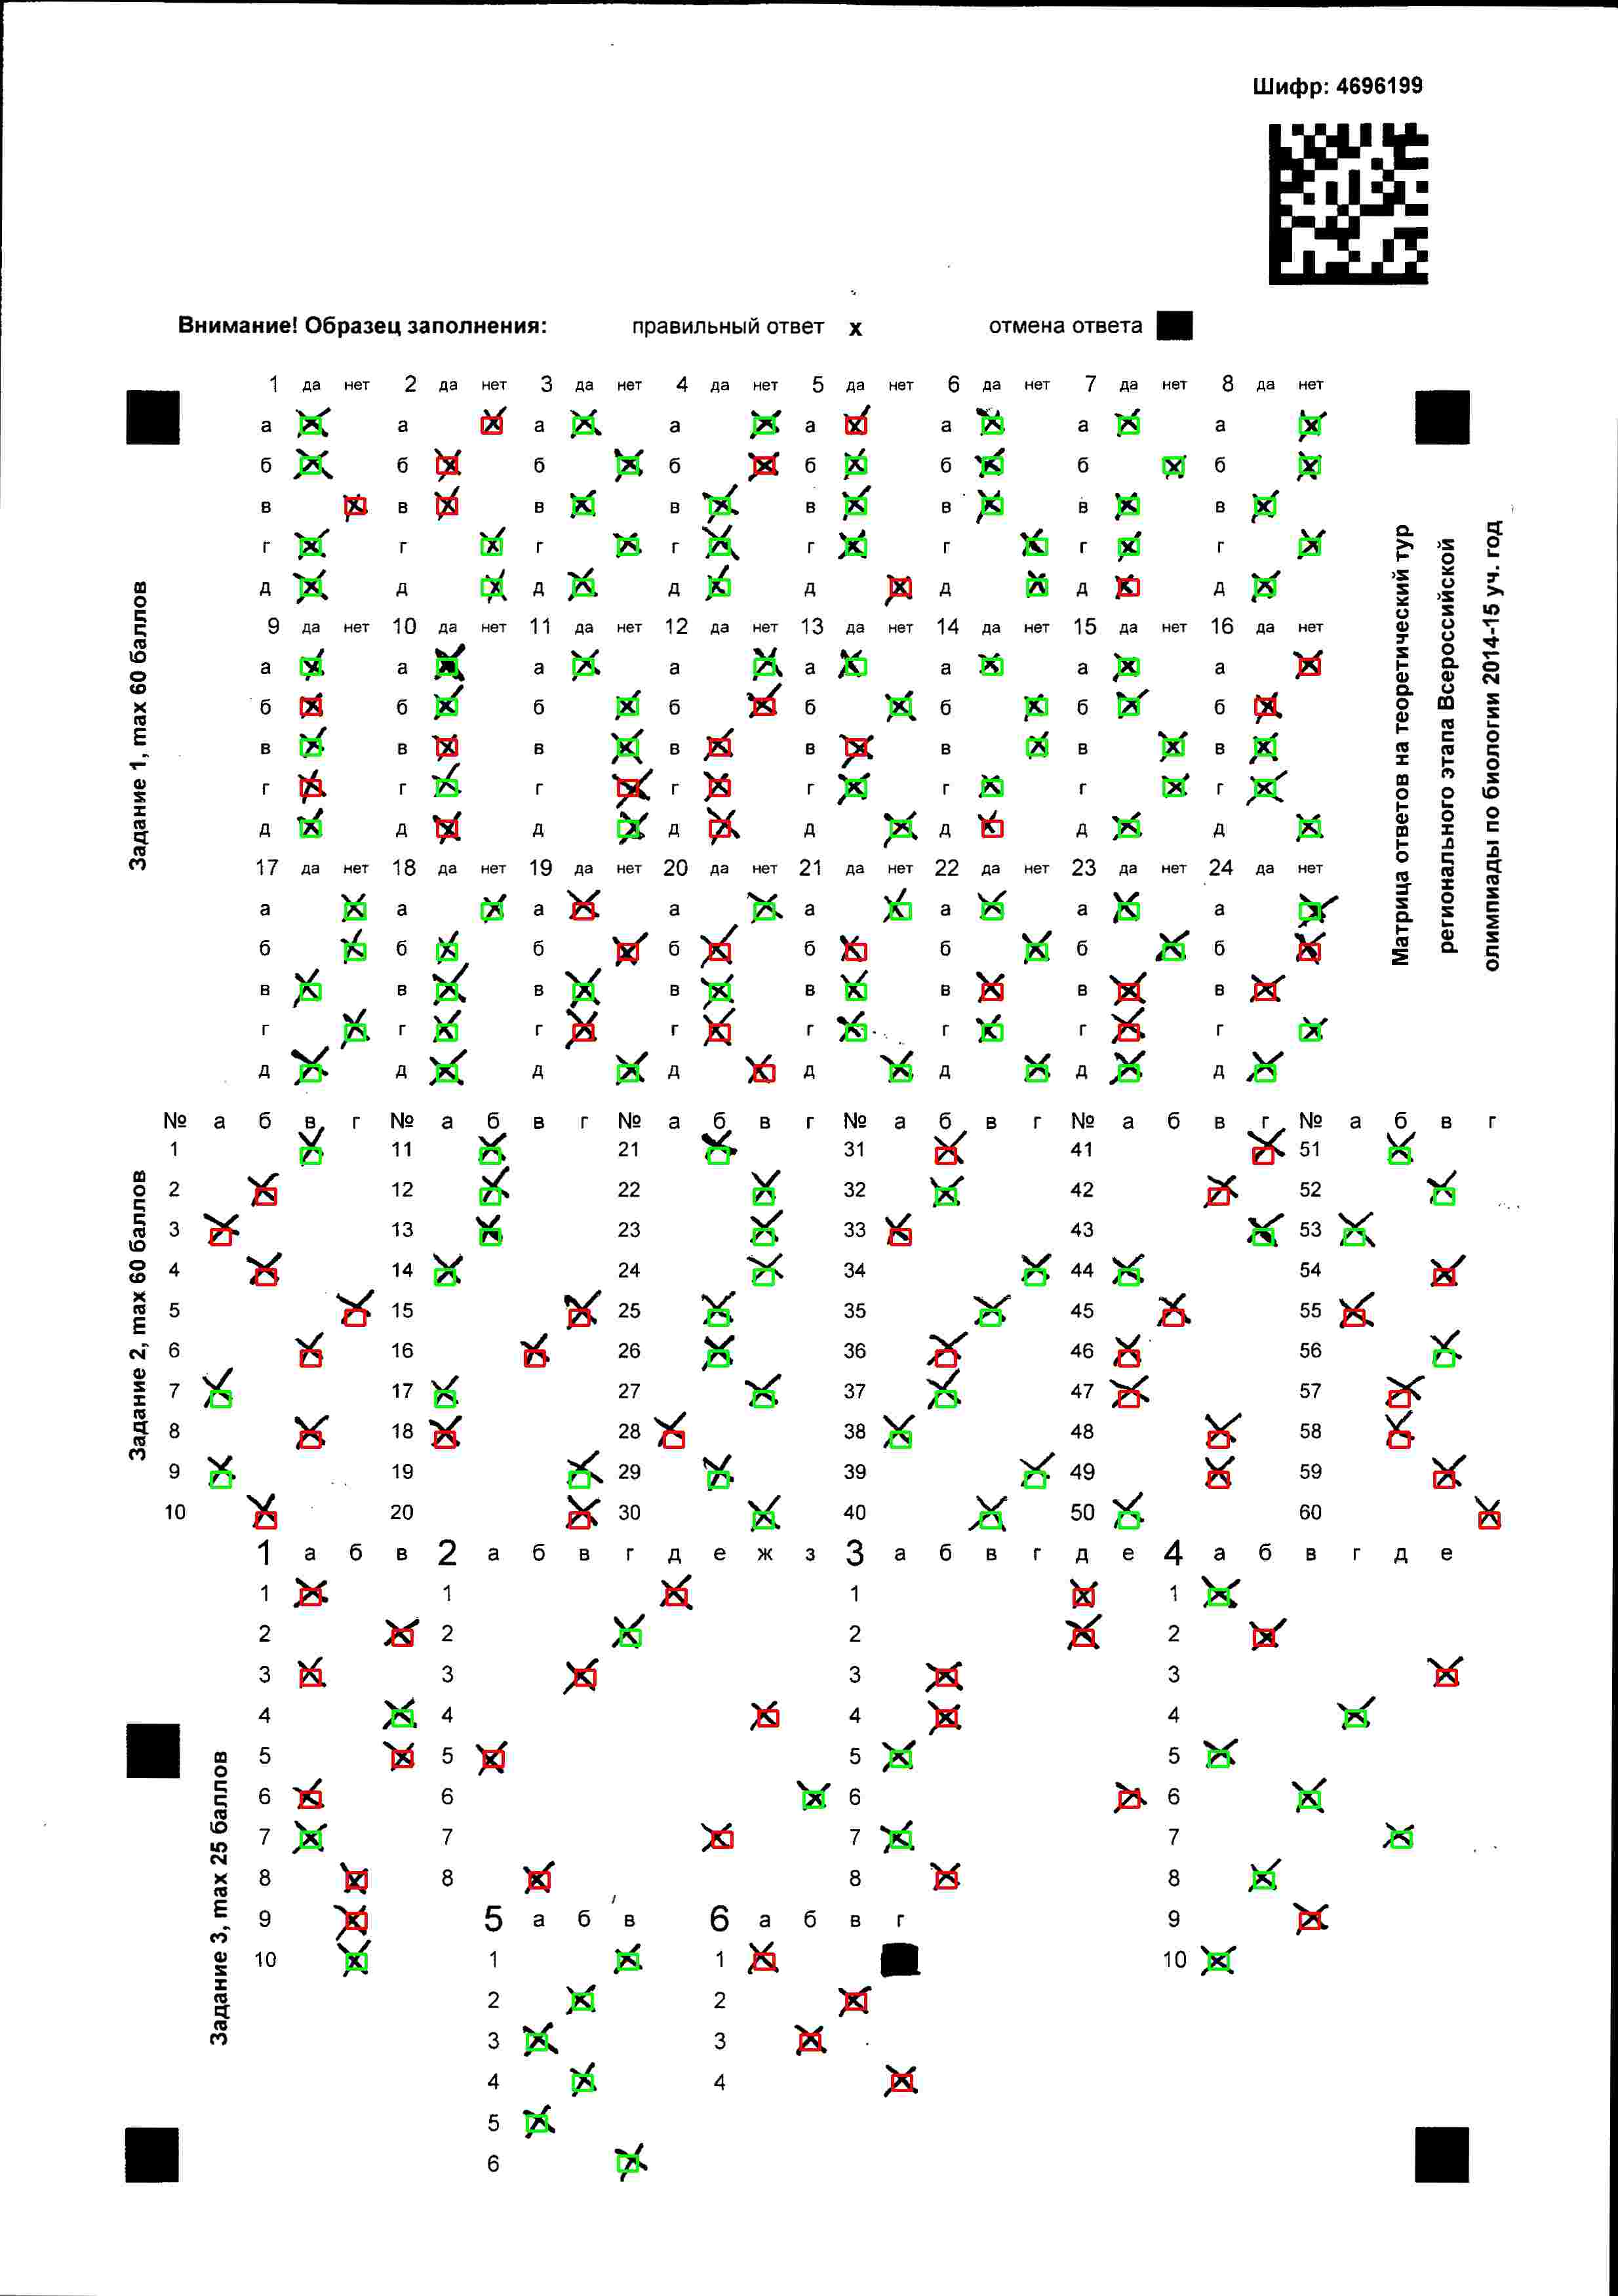 Шифр: 4696199
Внимание! Образец заполнения: правильный ответ x отмена ответа
1 да нет 2 да нет 3 да нет 4 да нет 5 да нет 6 да нет 7 да нет 8 да нет
а а а а а а а а
б б б б б б б б
в в в в в в в в
г г г г г г г г
д д д д д д д д
9 да нет 10 да нет 11 да нет 12 да нет 13 да нет 14 да нет 15 да нет 16 да нет
а а а а а а а а
б б б б б б б б
в в в в в в в в
г г г г г г г г
д д д д д д д д
17 да нет 18 да нет 19 да нет 20 да нет 21 да нет 22 да нет 23 да нет 24 да нет
а а а а а а а а
б б б б б б б б
в в в в в в в в
г г г г г г г г
д д д д д д д д
Задание 1, max 60 баллов
Матрица ответов на теоретический тур
регионального этапа Всероссийской
олимпиады по биологии 2014-15 уч. год
№ а б в г № а б в г № а б в г № а б в г № а б в г № а б в г
1 11 21 31 41 51
2 12 22 32 42 52
3 13 23 33 43 53
4 14 24 34 44 54
5 15 25 35 45 55
6 16 26 36 46 56
7 17 27 37 47 57
8 18 28 38 48 58
9 19 29 39 49 59
10 20 30 40 50 60
Задание 2, max 60 баллов
1 а б в 2 а б в г д е ж з 3 а б в г д е 4 а б в г д е
1 1 1 1
2 2 2 2
3 3 3 3
4 4 4 4
5 5 5 5
6 6 6 6
7 7 7 7
8 8 8 8
9 5 а б в 6 а б в г 9
10 1 1 10
2 2
3 3
4 4
5
6
Задание 3, max 25 баллов